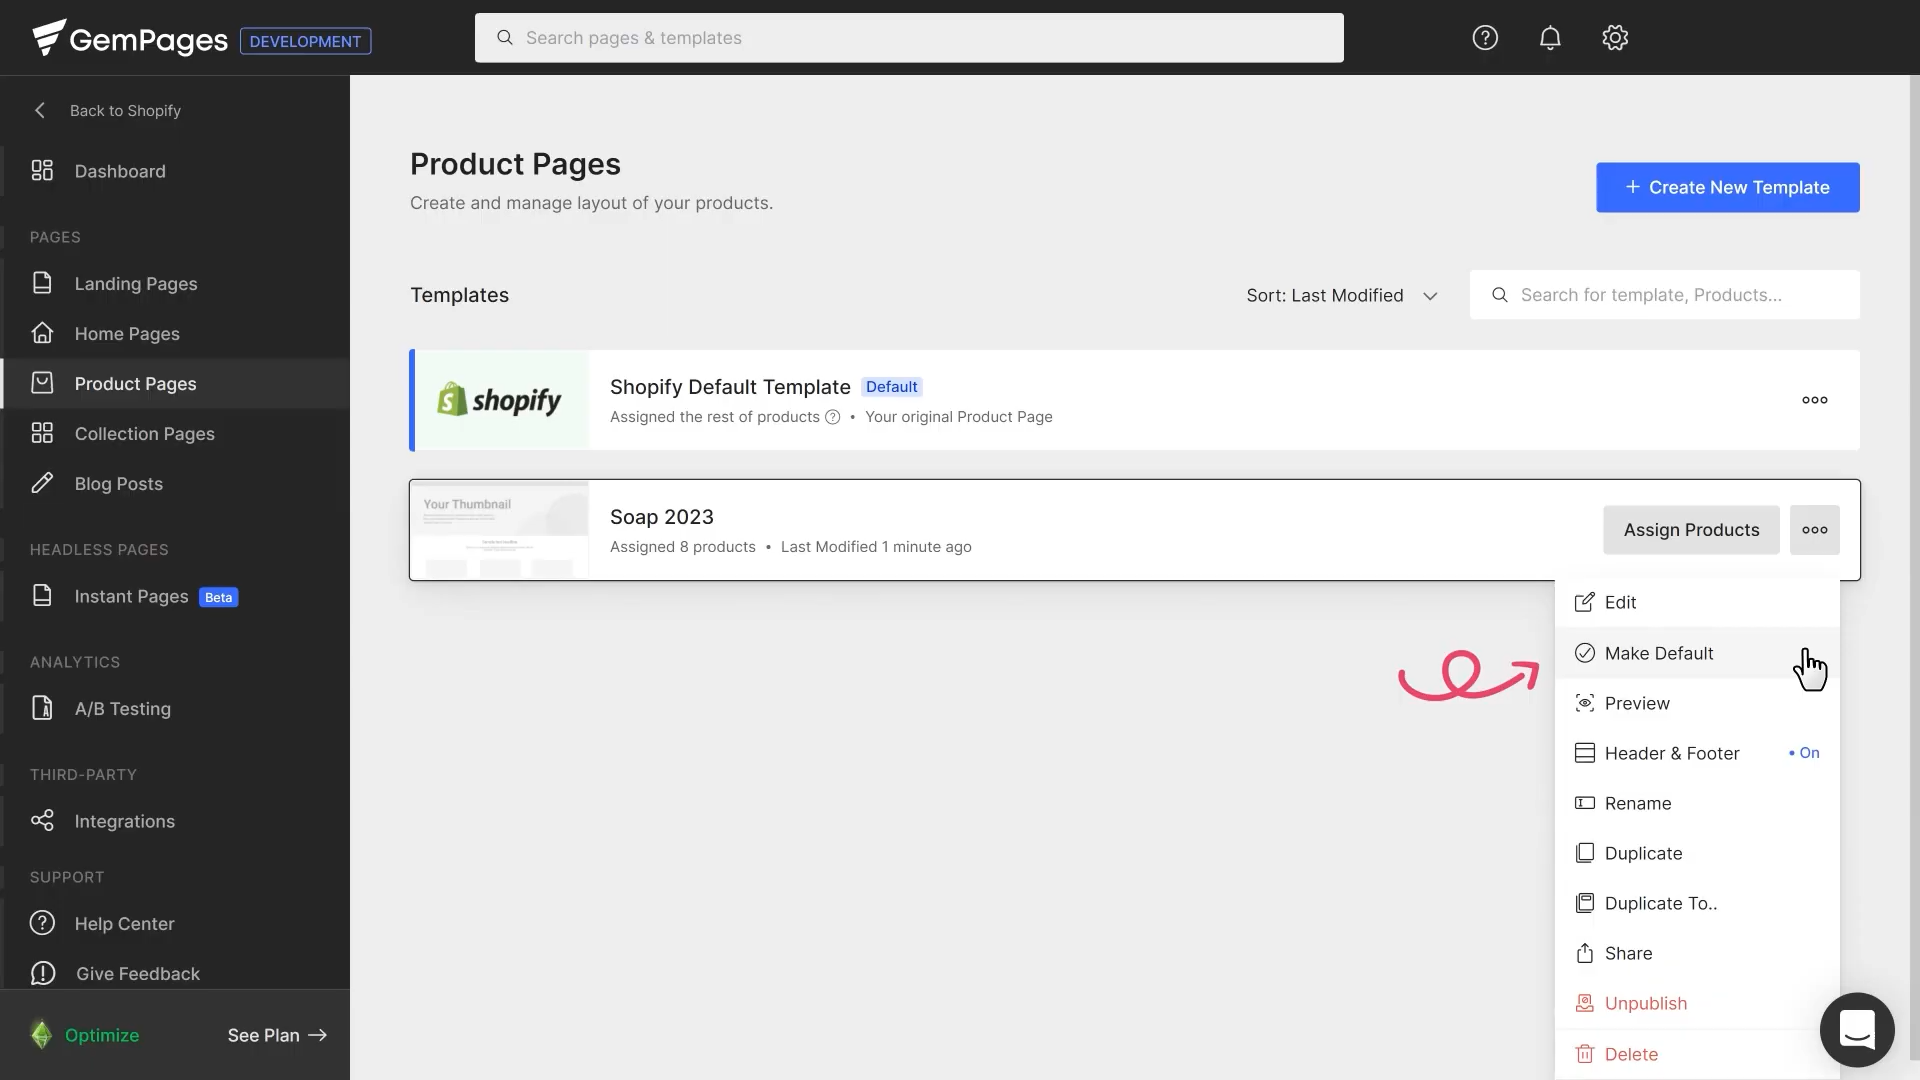 GemPages DEVELOPMENT
Search pages & templates
Back to Shopify
Dashboard
PAGES
Landing Pages
Home Pages
Product Pages
Collection Pages
Blog Posts
HEADLESS PAGES
Instant Pages Beta
ANALYTICS
A/B Testing
THIRD-PARTY
Integrations
SUPPORT
Help Center
Give Feedback
Optimize See Plan
Product Pages
Create and manage layout of your products.
+ Create New Template
Templates
Sort: Last Modified
Search for template, Products...
shopify
Shopify Default Template Default
Assigned the rest of products • Your original Product Page
Your Thumbnail
Soap 2023
Assigned 8 products • Last Modified 1 minute ago
Assign Products
Edit
Make Default
Preview
Header & Footer • On
Rename
Duplicate
Duplicate To..
Share
Unpublish
Delete